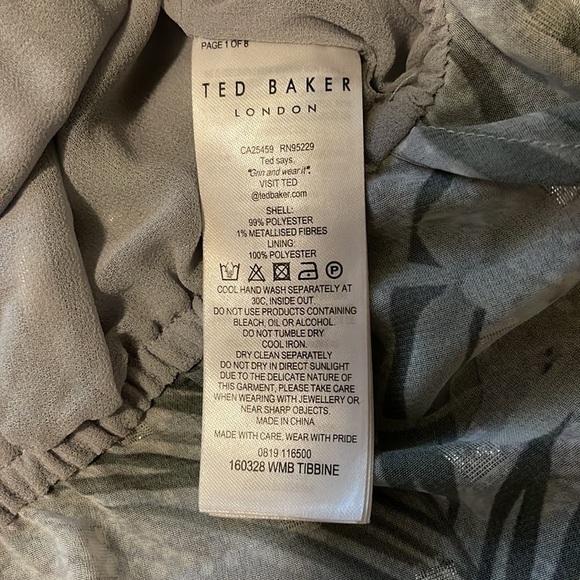 PAGE 1 OF 8
TED BAKER
LONDON
CA25459 RN95229
Ted says.
"Grin and wear it".
VISIT TED
@tedbaker.com
SHELL:
99% POLYESTER
1% METALLISED FIBRES
LINING:
100% POLYESTER
P
COOL HAND WASH SEPARATELY AT
30C, INSIDE OUT.
DO NOT USE PRODUCTS CONTAINING
BLEACH, OIL OR ALCOHOL.
DO NOT TUMBLE DRY
COOL IRON.
DRY CLEAN SEPARATELY
DO NOT DRY IN DIRECT SUNLIGHT
DUE TO THE DELICATE NATURE OF
THIS GARMENT, PLEASE TAKE CARE
WHEN WEARING WITH JEWELLERY OR
NEAR SHARP OBJECTS.
MADE IN CHINA
MADE WITH CARE, WEAR WITH PRIDE
0819 116500
160328 WMB TIBBINE